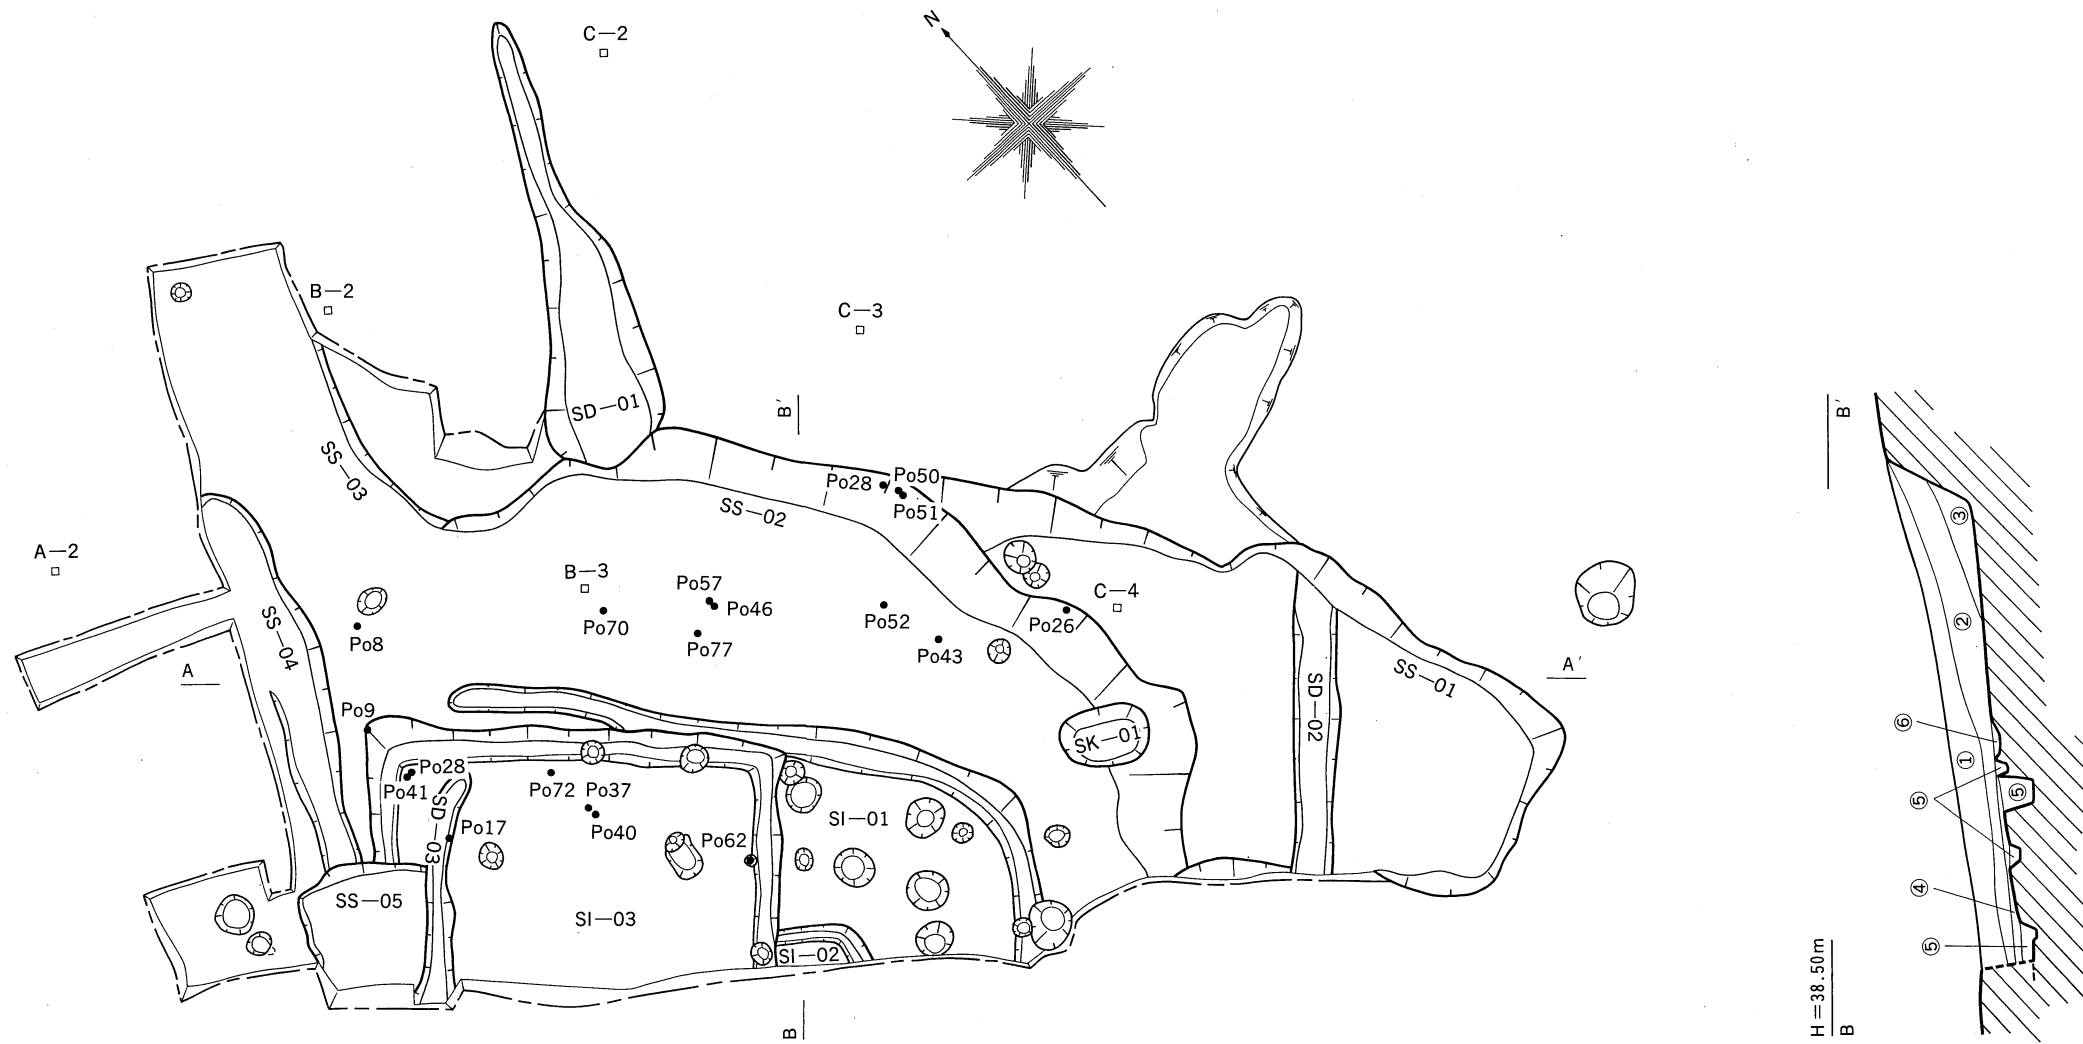 N
C—2
B—2
C—3
SD—01
B′
SS—03
Po28
Po50
Po51
SS—02
A—2
B—3
Po57
Po46
Po70
Po77
Po52
Po43
C—4
Po26
SS—04
Po8
A
A′
SS—01
SD—02
Po9
SK—01
Po28
Po41
SD—03
Po72
Po37
Po40
Po17
Po62
SI—01
SS—05
SI—03
SI—02
B
B′
③
②
⑥
①
⑤
⑤
④
⑤
H=38.50m
B